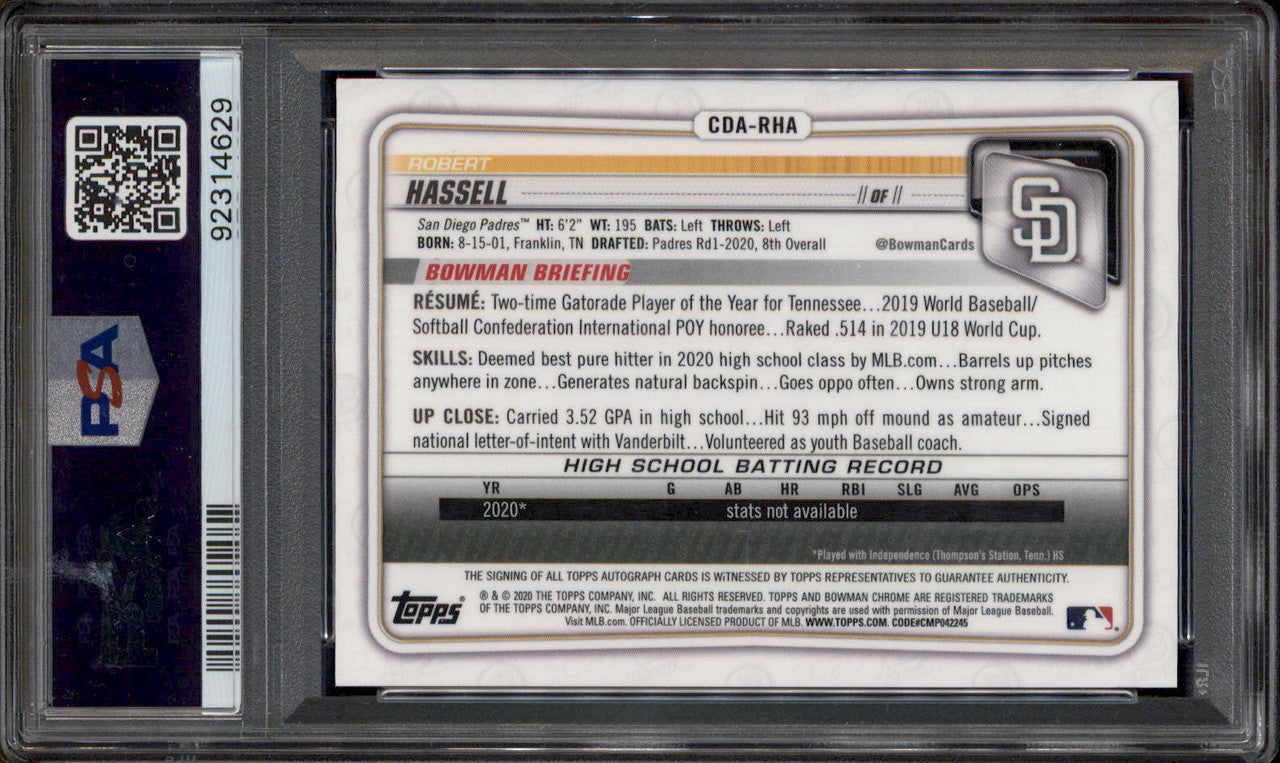 92314629
PSA
CDA-RHA
ROBERT
HASSELL
// OF //
San Diego Padres™ HT: 6'2" WT: 195 BATS: Left THROWS: Left
BORN: 8-15-01, Franklin, TN DRAFTED: Padres Rd1-2020, 8th Overall
@BowmanCards
SD
BOWMAN BRIEFING
RÉSUMÉ: Two-time Gatorade Player of the Year for Tennessee...2019 World Baseball/
Softball Confederation International POY honoree...Raked .514 in 2019 U18 World Cup.
SKILLS: Deemed best pure hitter in 2020 high school class by MLB.com...Barrels up pitches
anywhere in zone...Generates natural backspin...Goes oppo often...Owns strong arm.
UP CLOSE: Carried 3.52 GPA in high school...Hit 93 mph off mound as amateur...Signed
national letter-of-intent with Vanderbilt...Volunteered as youth Baseball coach.
HIGH SCHOOL BATTING RECORD
YR G AB HR RBI SLG AVG OPS
2020* stats not available
*Played with Independence (Thompson's Station, Tenn.) HS
THE SIGNING OF ALL TOPPS AUTOGRAPH CARDS IS WITNESSED BY TOPPS REPRESENTATIVES TO GUARANTEE AUTHENTICITY.
topps®
® & © 2020 THE TOPPS COMPANY, INC. ALL RIGHTS RESERVED. TOPPS AND BOWMAN CHROME ARE REGISTERED TRADEMARKS
OF THE TOPPS COMPANY, INC. Major League Baseball trademarks and copyrights are used with permission of Major League Baseball.
Visit MLB.com. OFFICIALLY LICENSED PRODUCT OF MLB. WWW.TOPPS.COM. CODE#CMP042245